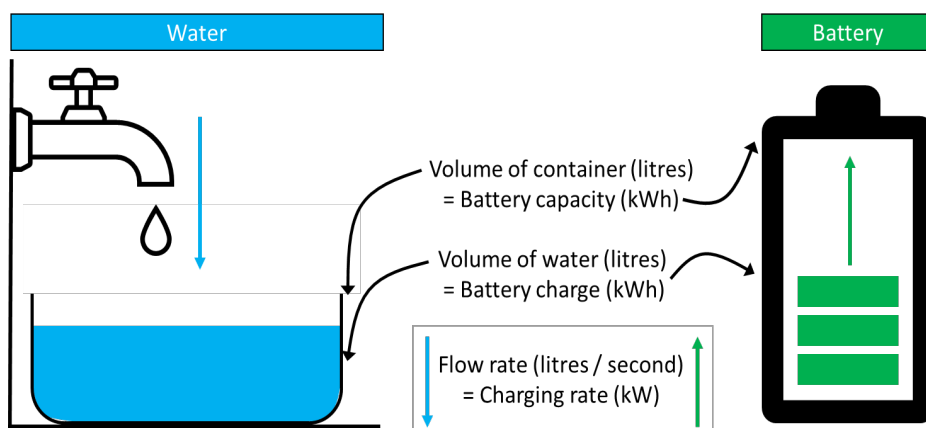 Water
Battery
Volume of container (litres)
= Battery capacity (kWh)
Volume of water (litres)
= Battery charge (kWh)
Flow rate (litres / second)
= Charging rate (kW)